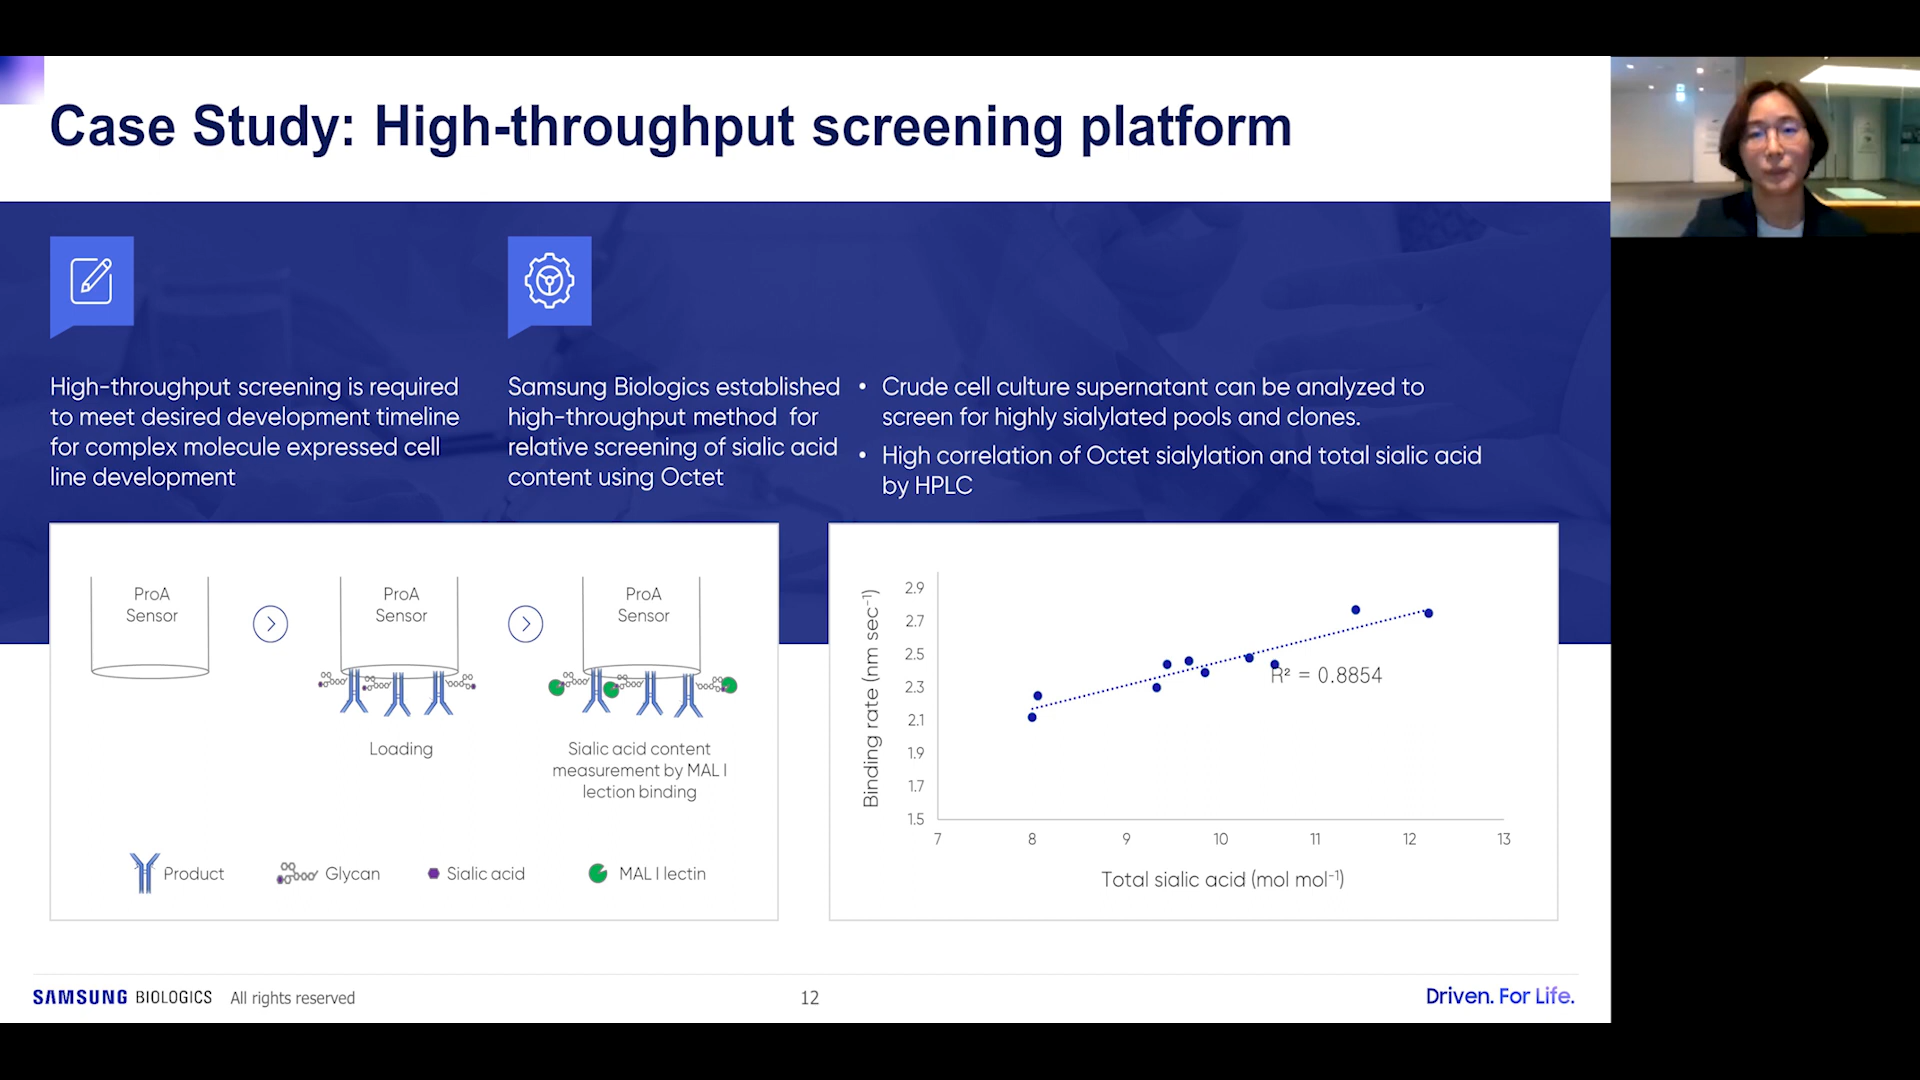 Case Study: High-throughput screening platform
High-throughput screening is required
to meet desired development timeline
for complex molecule expressed cell
line development
Samsung Biologics established
high-throughput method for
relative screening of sialic acid
content using Octet
• Crude cell culture supernatant can be analyzed to
screen for highly sialylated pools and clones.
• High correlation of Octet sialylation and total sialic acid
by HPLC
ProA
Sensor
ProA
Sensor
ProA
Sensor
Loading
Sialic acid content
measurement by MAL I
lection binding
Product
Glycan
Sialic acid
MAL I lectin
Binding rate (nm sec⁻¹)
2.9
2.7
2.5
2.3
2.1
1.9
1.7
1.5
R² = 0.8854
7 8 9 10 11 12 13
Total sialic acid (mol mol⁻¹)
SAMSUNG BIOLOGICS All rights reserved
12
Driven. For Life.